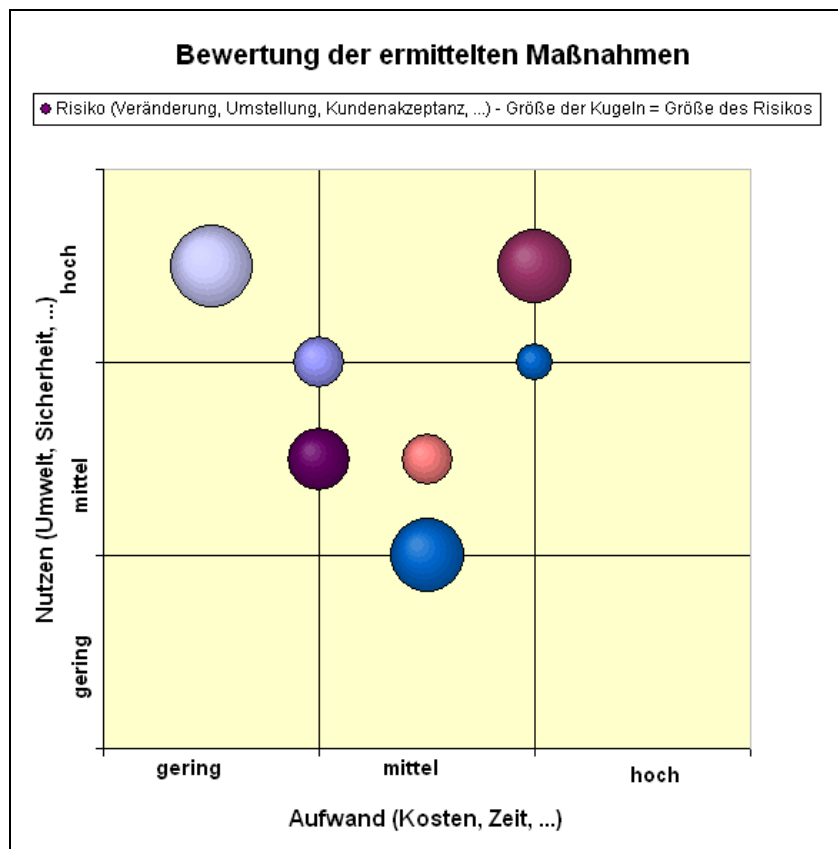 Bewertung der ermittelten Maßnahmen
Risiko (Veränderung, Umstellung, Kundenakzeptanz, ...) - Größe der Kugeln = Größe des Risikos
Nutzen (Umwelt, Sicherheit, ...)
hoch
mittel
gering
gering
mittel
hoch
Aufwand (Kosten, Zeit, ...)